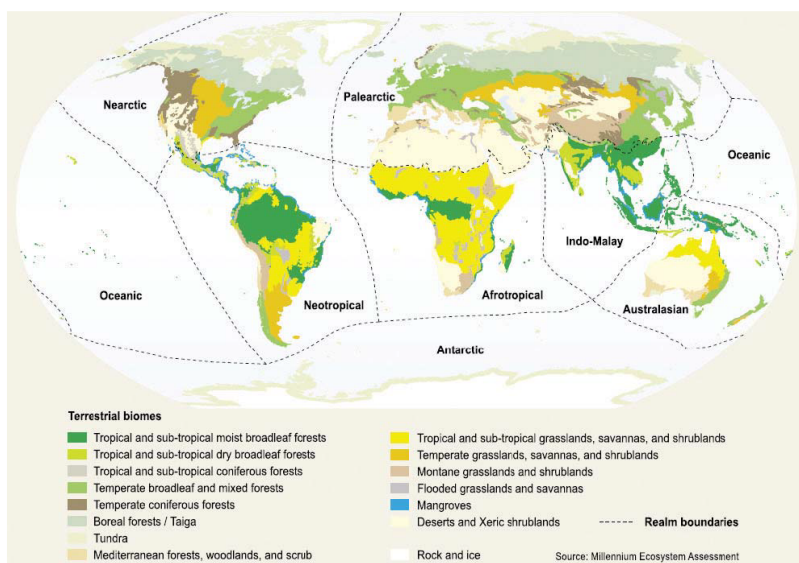 Nearctic
Palearctic
Oceanic
Indo-Malay
Oceanic
Neotropical
Afrotropical
Australasian
Antarctic
Terrestrial biomes
Tropical and sub-tropical moist broadleaf forests
Tropical and sub-tropical dry broadleaf forests
Tropical and sub-tropical coniferous forests
Temperate broadleaf and mixed forests
Temperate coniferous forests
Boreal forests / Taiga
Tundra
Mediterranean forests, woodlands, and scrub
Tropical and sub-tropical grasslands, savannas, and shrublands
Temperate grasslands, savannas, and shrublands
Montane grasslands and shrublands
Flooded grasslands and savannas
Mangroves
Deserts and Xeric shrublands
Rock and ice
Realm boundaries
Source: Millennium Ecosystem Assessment